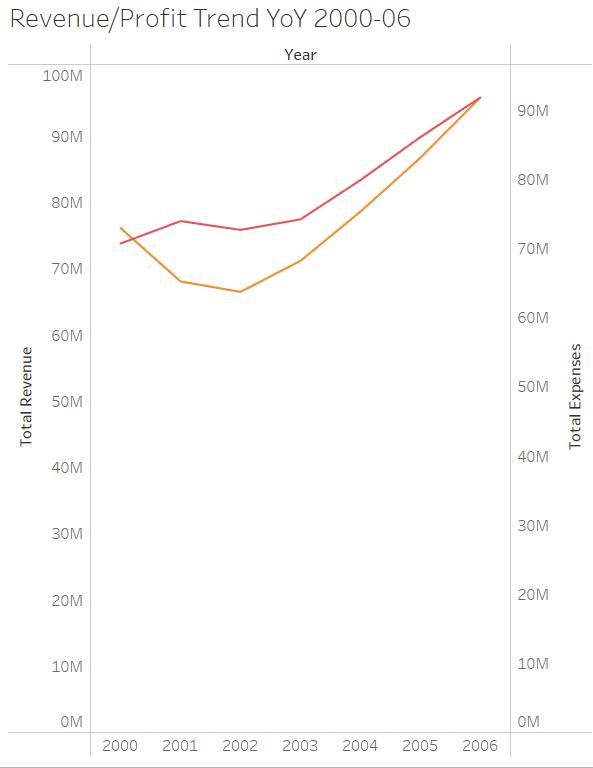 Revenue/Profit Trend YoY 2000-06
Year
Total Revenue
100M
90M
80M
70M
60M
50M
40M
30M
20M
10M
0M
90M
80M
70M
60M
50M
40M
30M
20M
10M
0M
Total Expenses
2000 2001 2002 2003 2004 2005 2006